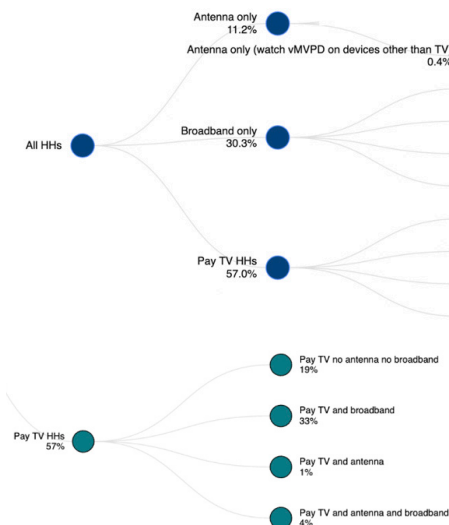 Antenna only
11.2%
Antenna only (watch vMVPD on devices other than TV
0.4%
Broadband only
30.3%
All HHs
Pay TV HHs
57.0%
Pay TV no antenna no broadband
19%
Pay TV and broadband
33%
Pay TV HHs
57%
Pay TV and antenna
1%
Pay TV and antenna and broadband
4%